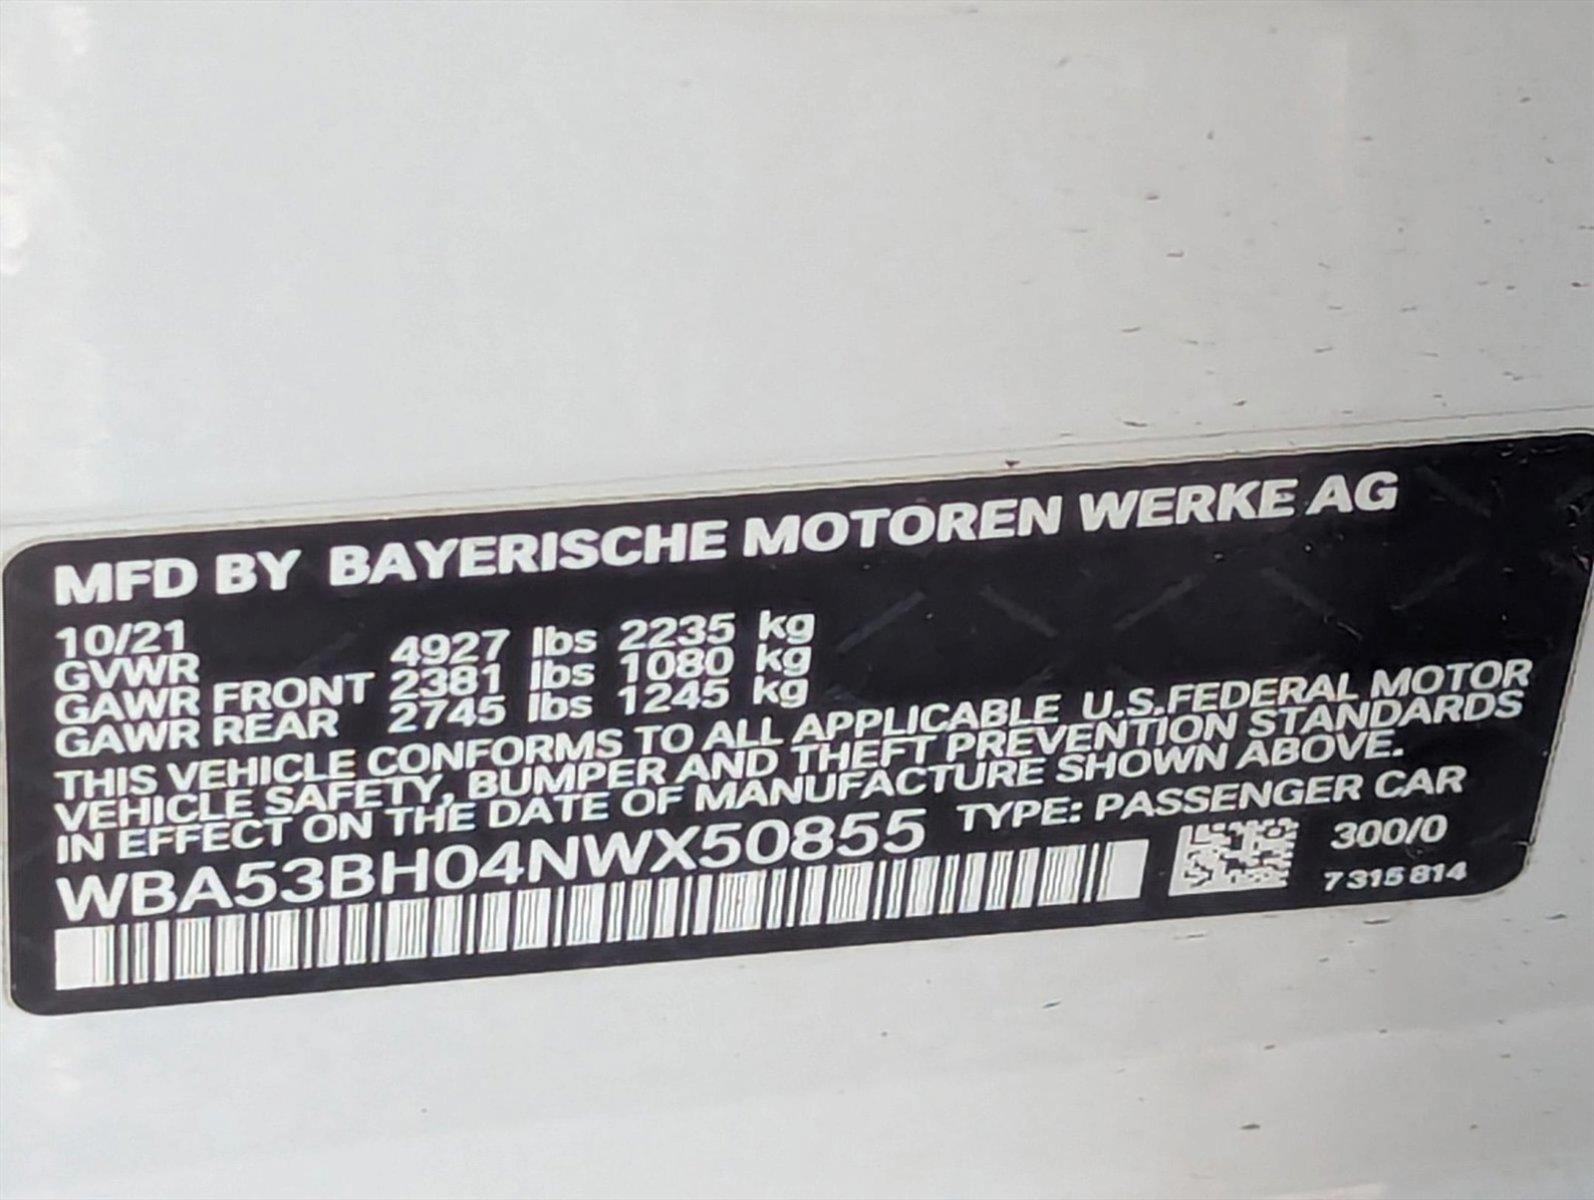 MFD BY BAYERISCHE MOTOREN WERKE AG
10/21
GVWR 4927 lbs 2235 kg
GAWR FRONT 2381 lbs 1080 kg
GAWR REAR 2745 lbs 1245 kg
THIS VEHICLE CONFORMS TO ALL APPLICABLE U.S.FEDERAL MOTOR
VEHICLE SAFETY, BUMPER AND THEFT PREVENTION STANDARDS
IN EFFECT ON THE DATE OF MANUFACTURE SHOWN ABOVE.
WBA53BH04NWX50855 TYPE: PASSENGER CAR
300/0
7 315 814